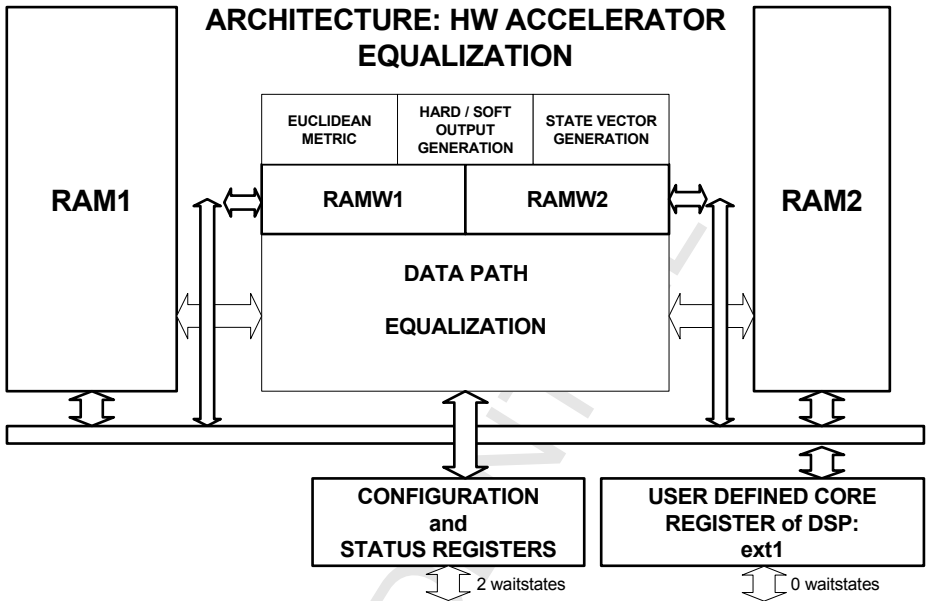 ARCHITECTURE: HW ACCELERATOR
EQUALIZATION
EUCLIDEAN
METRIC
HARD / SOFT
OUTPUT
GENERATION
STATE VECTOR
GENERATION
RAM1
RAMW1
RAMW2
RAM2
DATA PATH
EQUALIZATION
CONFIGURATION
and
STATUS REGISTERS
USER DEFINED CORE
REGISTER of DSP:
ext1
2 waitstates
0 waitstates